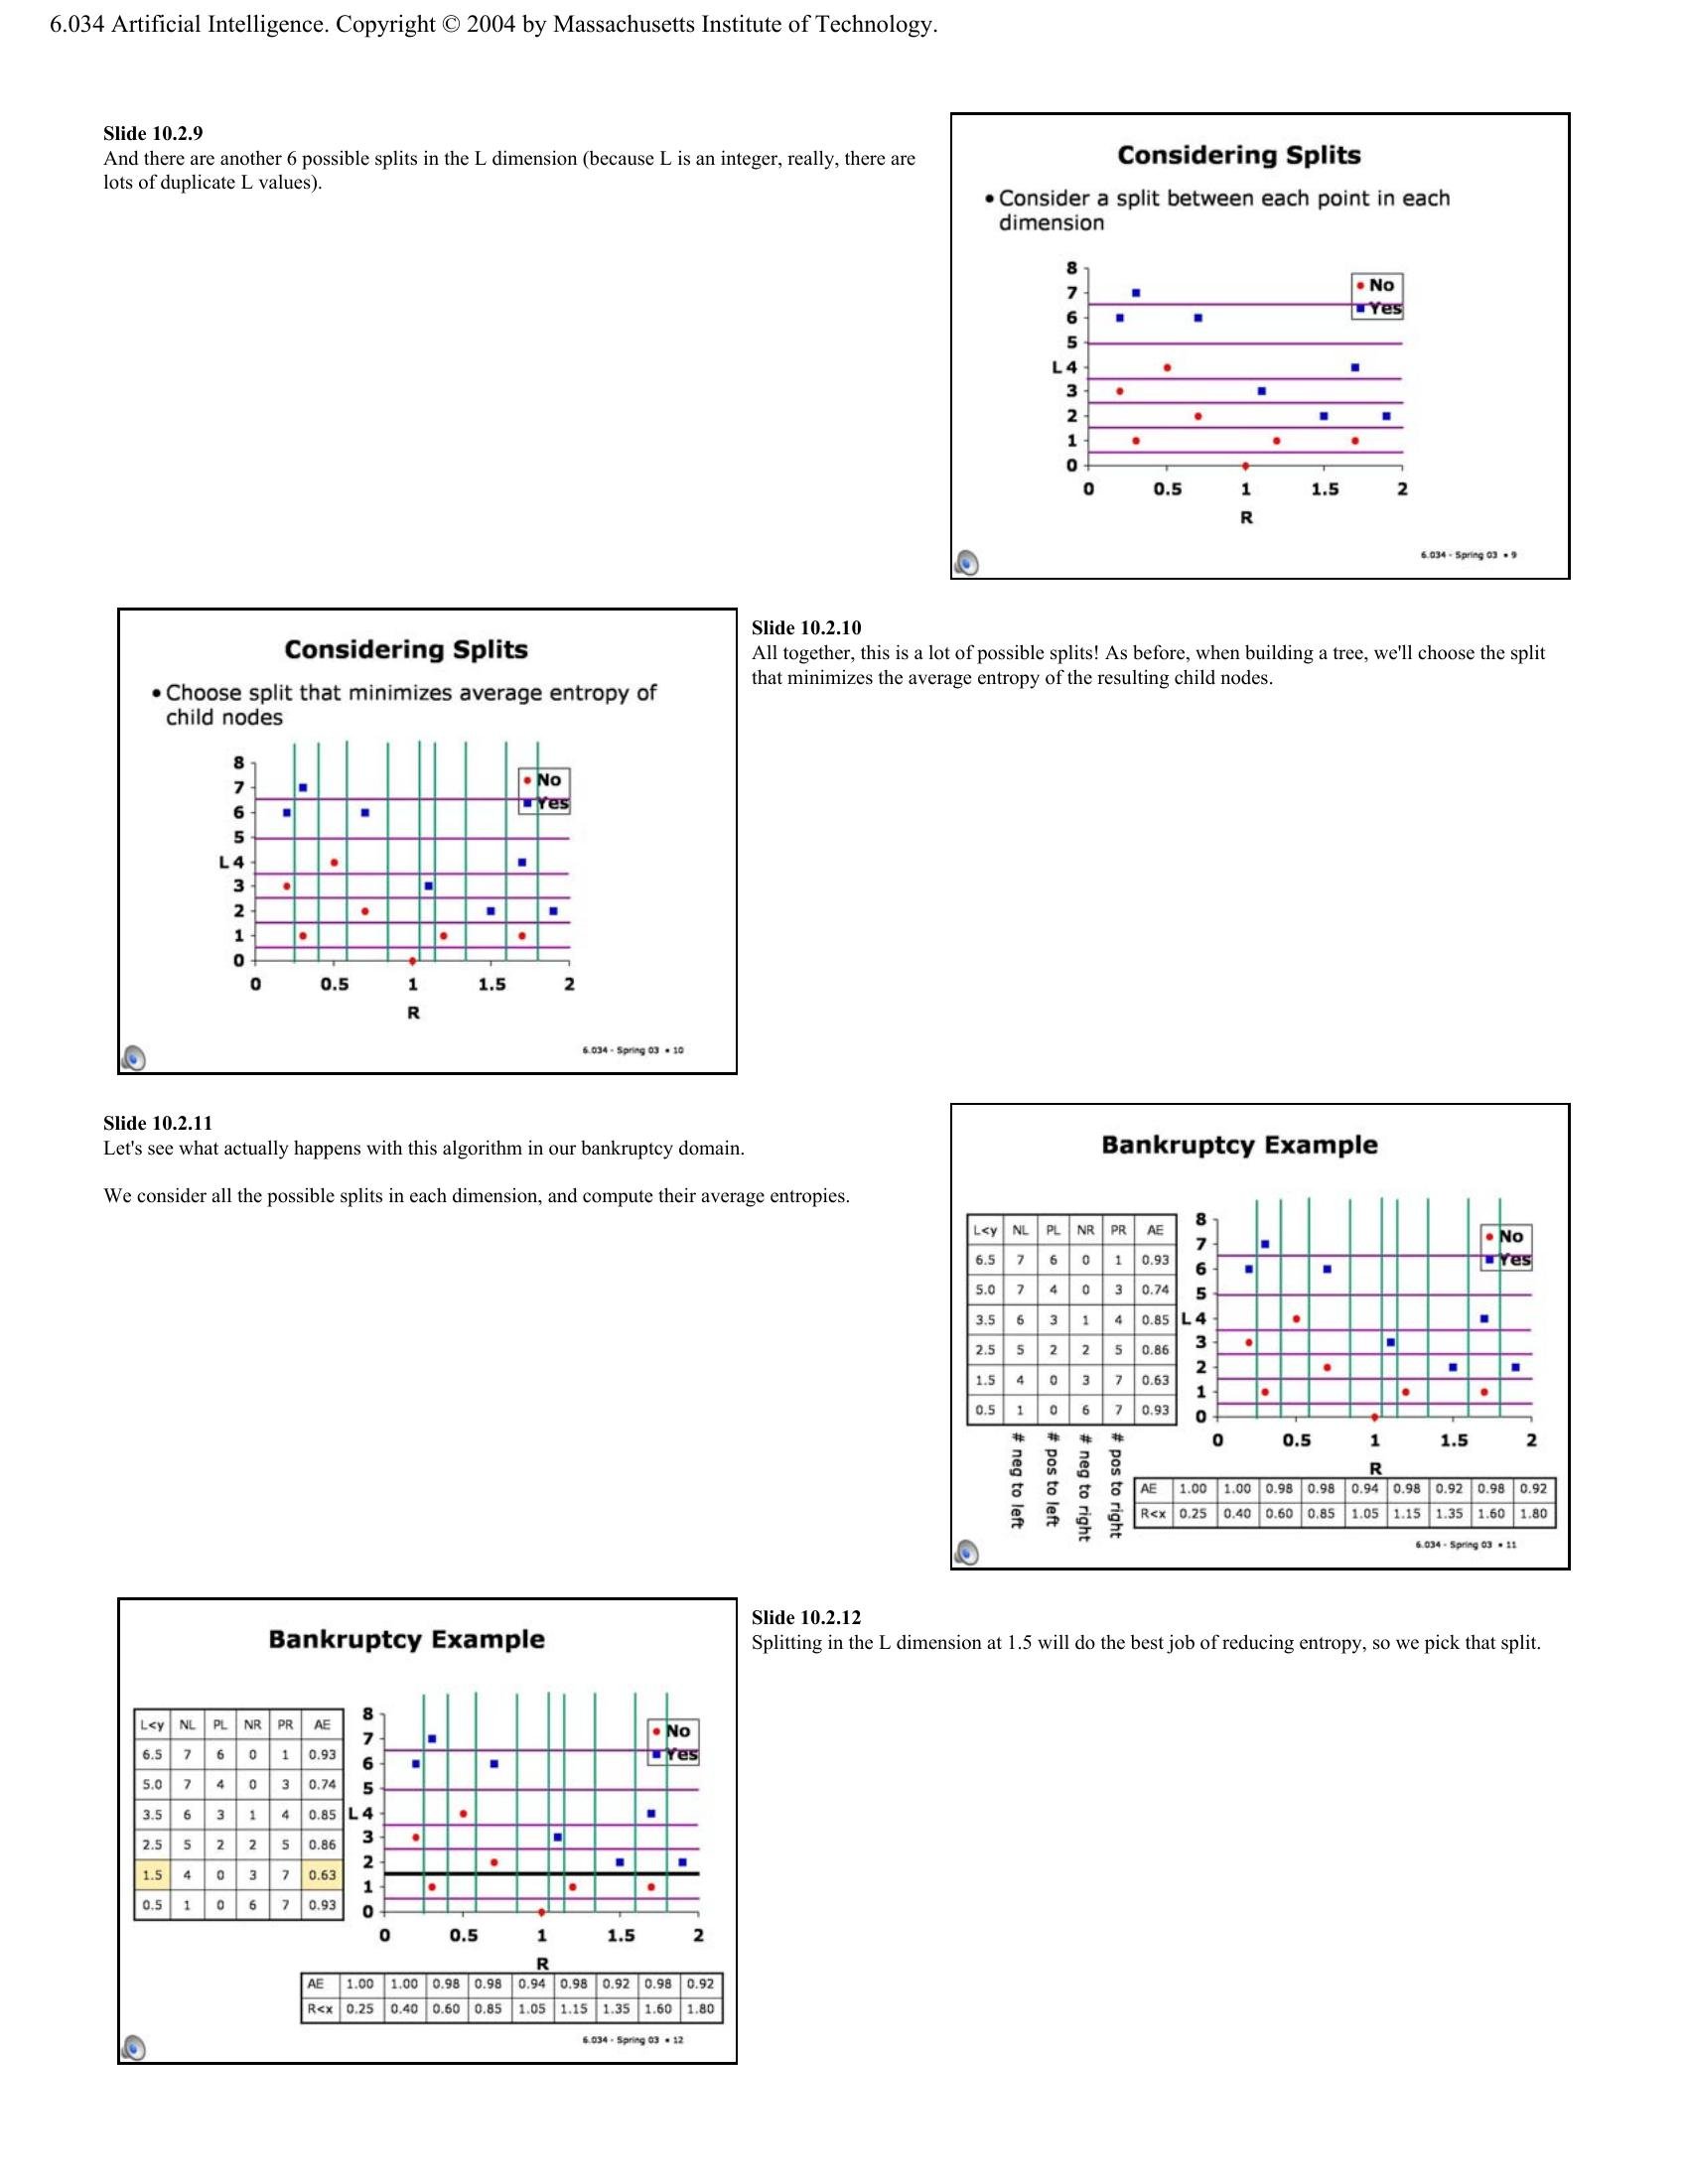 6.034 Artificial Intelligence. Copyright © 2004 by Massachusetts Institute of Technology.
Slide 10.2.9
And there are another 6 possible splits in the L dimension (because L is an integer, really, there are
lots of duplicate L values).
Considering Splits
• Consider a split between each point in each
dimension
8
7
6
5
L 4
3
2
1
0
No
Yes
0 0.5 1 1.5 2
R
6.034 - Spring 03 • 9
Considering Splits
• Choose split that minimizes average entropy of
child nodes
8
7
6
5
L 4
3
2
1
0
No
Yes
0 0.5 1 1.5 2
R
6.034 - Spring 03 • 10
Slide 10.2.10
All together, this is a lot of possible splits! As before, when building a tree, we'll choose the split
that minimizes the average entropy of the resulting child nodes.
Slide 10.2.11
Let's see what actually happens with this algorithm in our bankruptcy domain.
We consider all the possible splits in each dimension, and compute their average entropies.
Bankruptcy Example
L<y NL PL NR PR AE
6.5 7 6 0 1 0.93
5.0 7 4 0 3 0.74
3.5 6 3 1 4 0.85
2.5 5 2 2 5 0.86
1.5 4 0 3 7 0.63
0.5 1 0 6 7 0.93
# neg to left
# pos to left
# neg to right
# pos to right
8
7
6
5
L 4
3
2
1
0
No
Yes
0 0.5 1 1.5 2
R
AE 1.00 1.00 0.98 0.98 0.94 0.98 0.92 0.98 0.92
R<x 0.25 0.40 0.60 0.85 1.05 1.15 1.35 1.60 1.80
6.034 - Spring 03 • 11
Bankruptcy Example
L<y NL PL NR PR AE
6.5 7 6 0 1 0.93
5.0 7 4 0 3 0.74
3.5 6 3 1 4 0.85
2.5 5 2 2 5 0.86
1.5 4 0 3 7 0.63
0.5 1 0 6 7 0.93
8
7
6
5
L 4
3
2
1
0
No
Yes
0 0.5 1 1.5 2
R
AE 1.00 1.00 0.98 0.98 0.94 0.98 0.92 0.98 0.92
R<x 0.25 0.40 0.60 0.85 1.05 1.15 1.35 1.60 1.80
6.034 - Spring 03 • 12
Slide 10.2.12
Splitting in the L dimension at 1.5 will do the best job of reducing entropy, so we pick that split.